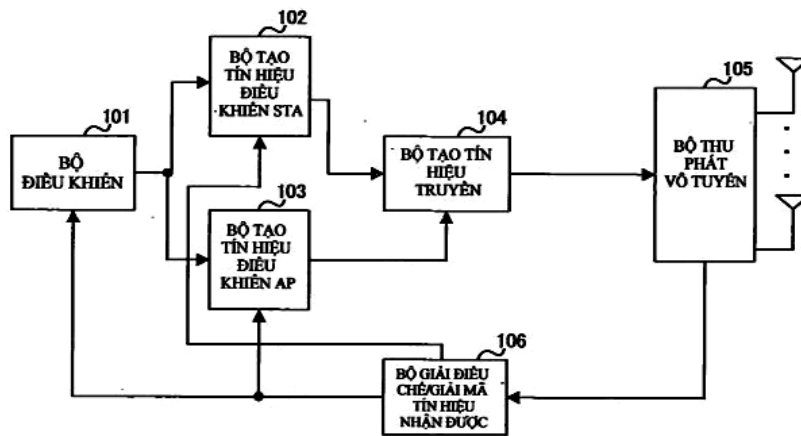 102
BỘ TẠO
TÍN HIỆU
ĐIỀU
KHIỂN STA
101
BỘ
ĐIỀU KHIỂN
103
BỘ TẠO
TÍN HIỆU
ĐIỀU
KHIỂN AP
104
BỘ TẠO TÍN
HIỆU
TRUYỀN
105
BỘ THU
PHÁT
VÔ TUYẾN
106
BỘ GIẢI ĐIỀU
CHẾ/GIẢI MÃ
TÍN HIỆU
NHẬN ĐƯỢC